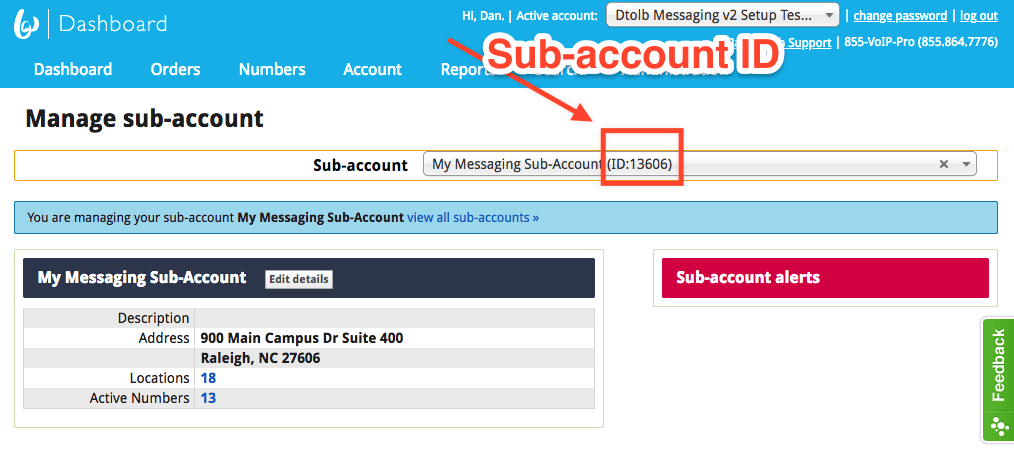 Dashboard
Hi, Dan. | Active account: Dtolb Messaging v2 Setup Tes... | change password | log out
Support | 855-VoIP-Pro (855.864.7776)
Sub-account ID
Dashboard Orders Numbers Account
Manage sub-account
Sub-account My Messaging Sub-Account (ID:13606)
You are managing your sub-account My Messaging Sub-Account view all sub-accounts »
My Messaging Sub-Account Edit details
Sub-account alerts
Description
Address 900 Main Campus Dr Suite 400
Raleigh, NC 27606
Locations 18
Active Numbers 13
Feedback